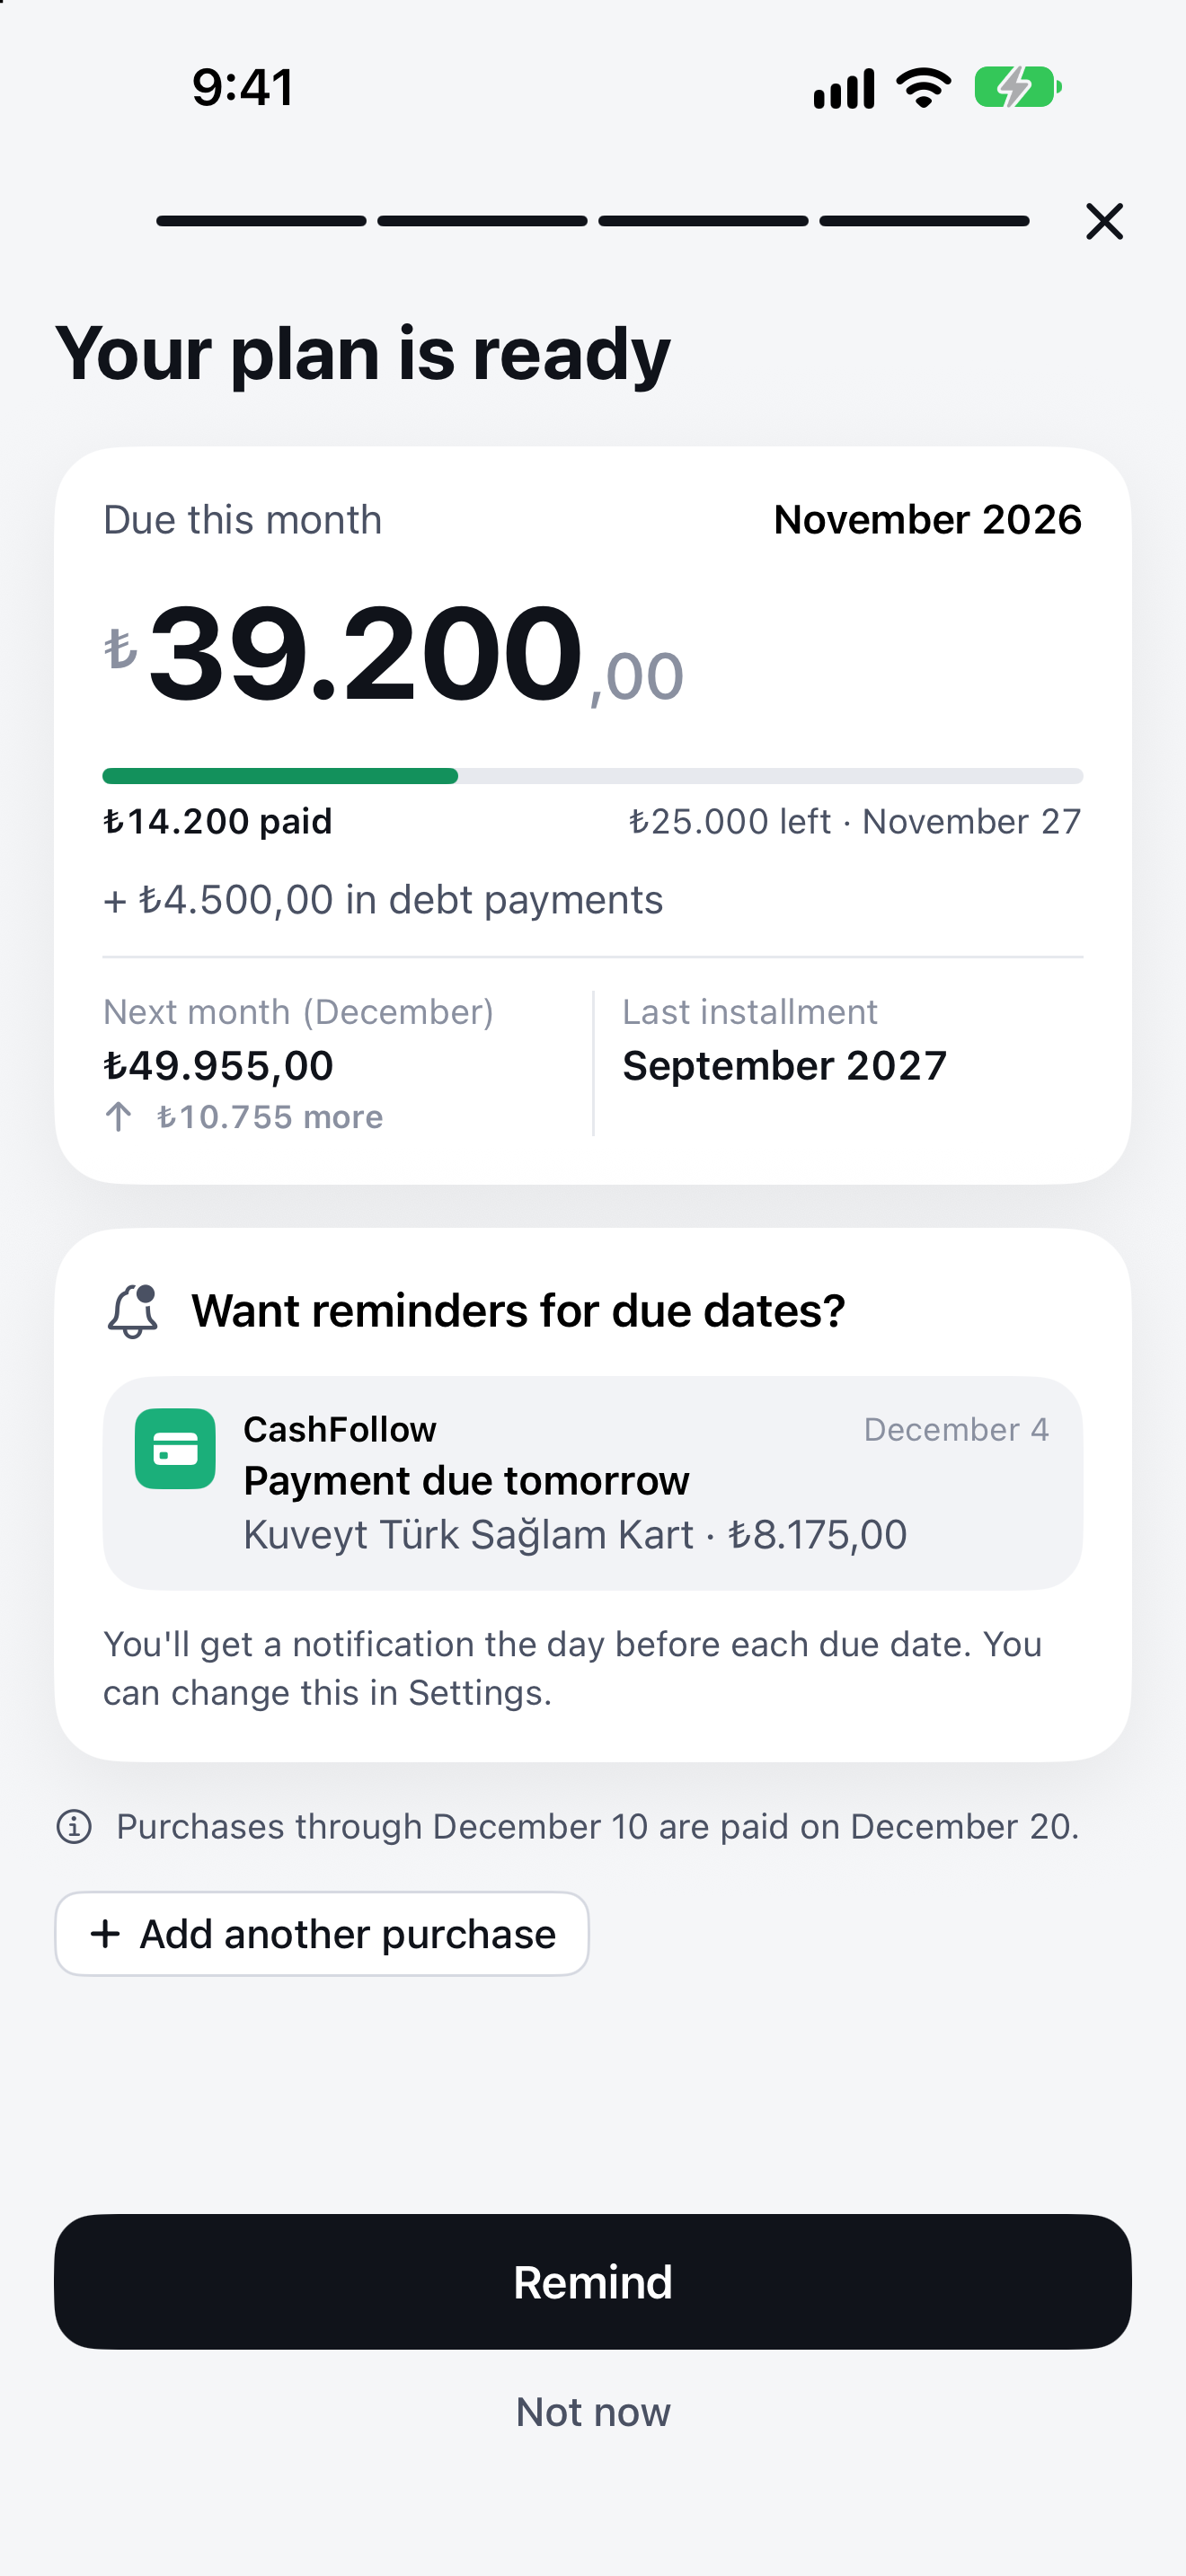 9:41
Your plan is ready
Due this month November 2026
₺39.200,00
₺14.200 paid ₺25.000 left · November 27
+ ₺4.500,00 in debt payments
Next month (December) Last installment
₺49.955,00 September 2027
↑ ₺10.755 more
Want reminders for due dates?
CashFollow December 4
Payment due tomorrow
Kuveyt Türk Sağlam Kart · ₺8.175,00
You'll get a notification the day before each due date. You
can change this in Settings.
Purchases through December 10 are paid on December 20.
+ Add another purchase
Remind
Not now